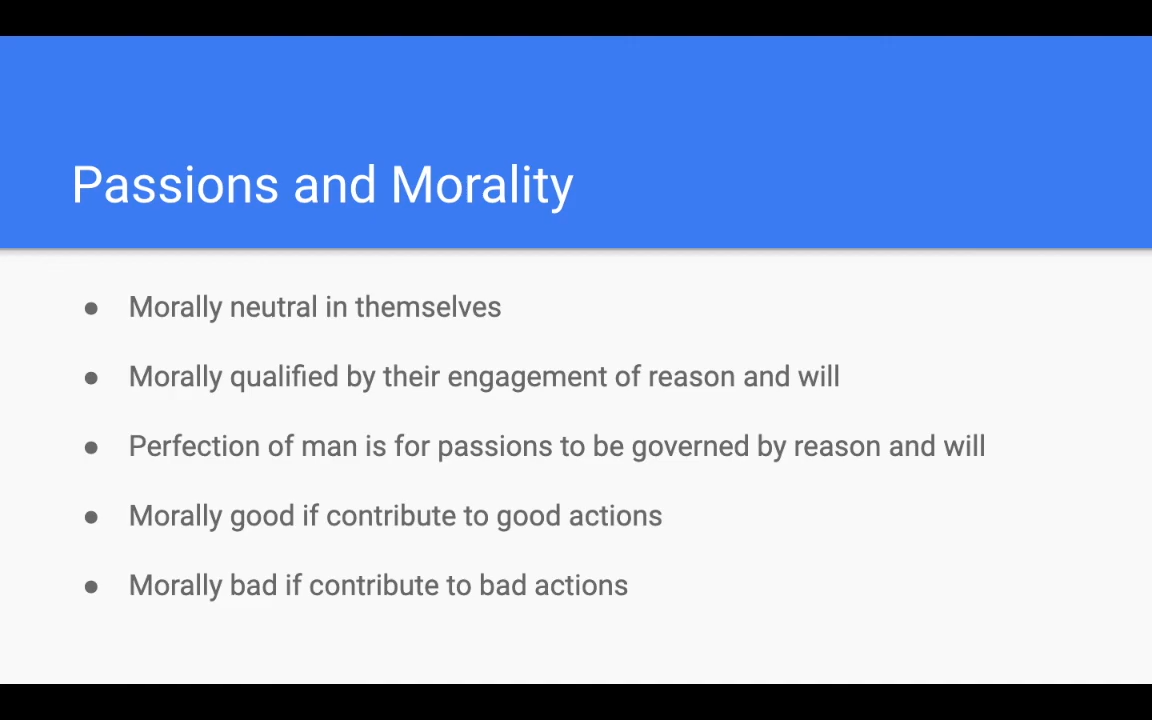 Passions and Morality
● Morally neutral in themselves
● Morally qualified by their engagement of reason and will
● Perfection of man is for passions to be governed by reason and will
● Morally good if contribute to good actions
● Morally bad if contribute to bad actions